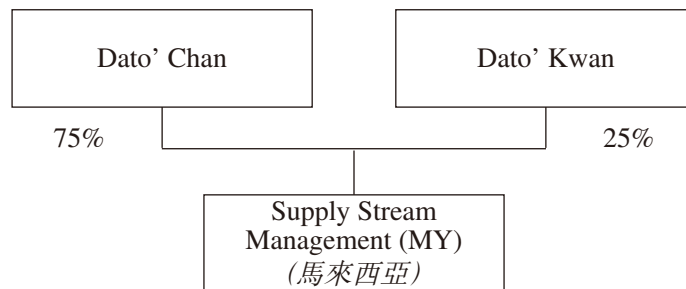 Dato’ Chan
Dato’ Kwan
75%
25%
Supply Stream
Management (MY)
(馬來西亞)